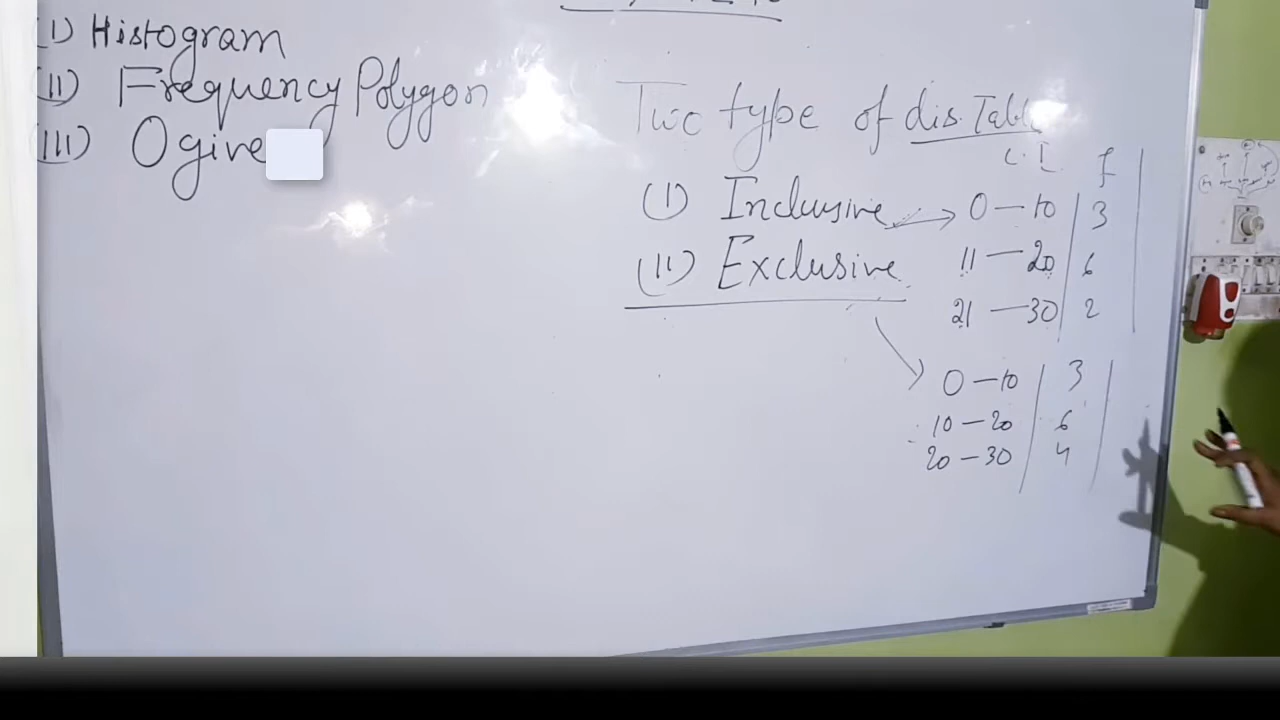 (I) Histogram
(II) Frequency Polygon
(III) Ogive
Two type of dis. Table
(I) Inclusive
(II) Exclusive
C.I f
0 — 10 3
11 — 20 6
21 — 30 2
0 — 10 3
10 — 20 6
20 — 30 4